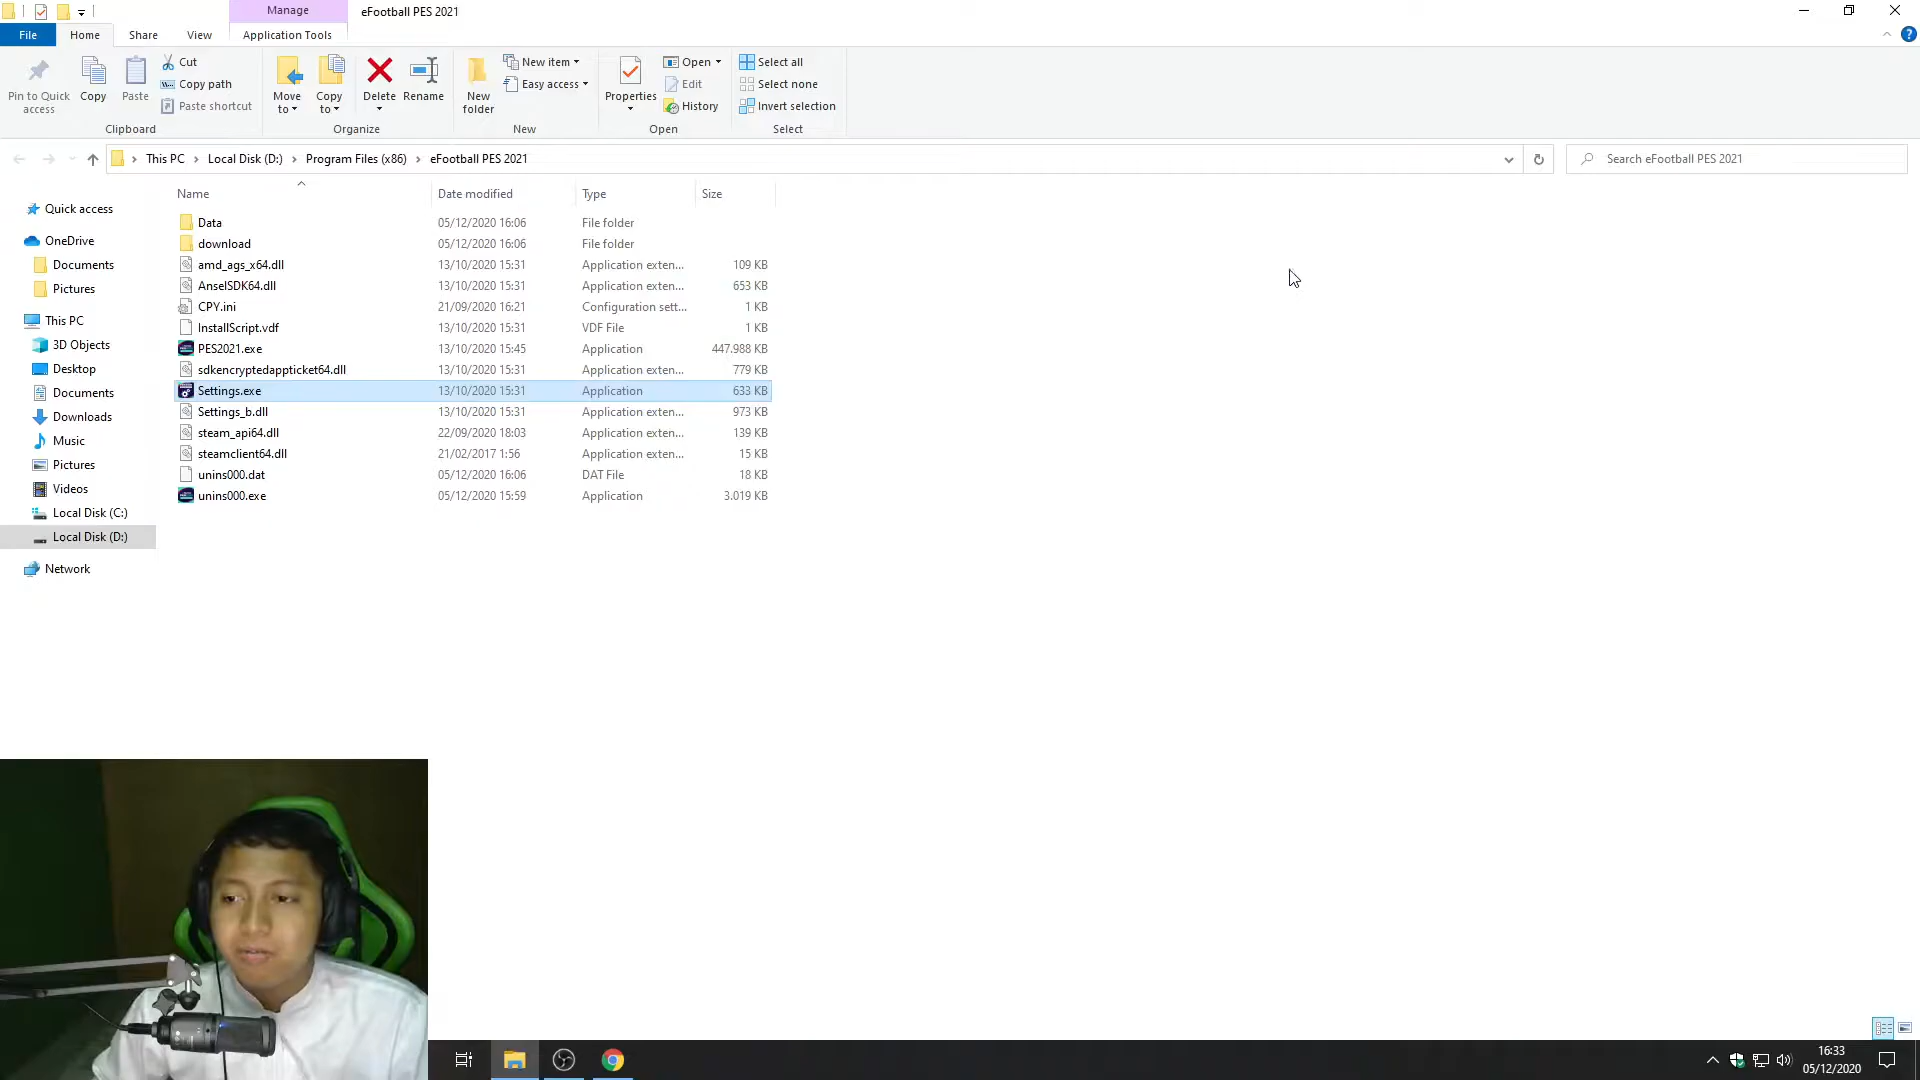 Manage
eFootball PES 2021
File
Home
Share
View
Application Tools
Pin to Quick access
Copy
Paste
Cut
Copy path
Paste shortcut
Clipboard
Move to
Copy to
Delete
Rename
Organize
New folder
New item
Easy access
New
Properties
Open
Edit
History
Open
Select all
Select none
Invert selection
Select
This PC
Local Disk (D:)
Program Files (x86)
eFootball PES 2021
Search eFootball PES 2021
Quick access
OneDrive
Documents
Pictures
This PC
3D Objects
Desktop
Documents
Downloads
Music
Pictures
Videos
Local Disk (C:)
Local Disk (D:)
Network
Name Date modified Type Size
Data 05/12/2020 16:06 File folder
download 05/12/2020 16:06 File folder
amd_ags_x64.dll 13/10/2020 15:31 Application exten... 109 KB
AnselSDK64.dll 13/10/2020 15:31 Application exten... 653 KB
CPY.ini 21/09/2020 16:21 Configuration sett... 1 KB
InstallScript.vdf 13/10/2020 15:31 VDF File 1 KB
PES2021.exe 13/10/2020 15:45 Application 447.988 KB
sdkencryptedappticket64.dll 13/10/2020 15:31 Application exten... 779 KB
Settings.exe 13/10/2020 15:31 Application 633 KB
Settings_b.dll 13/10/2020 15:31 Application exten... 973 KB
steam_api64.dll 22/09/2020 18:03 Application exten... 139 KB
steamclient64.dll 21/02/2017 1:56 Application exten... 15 KB
unins000.dat 05/12/2020 16:06 DAT File 18 KB
unins000.exe 05/12/2020 15:59 Application 3.019 KB
16:33
05/12/2020